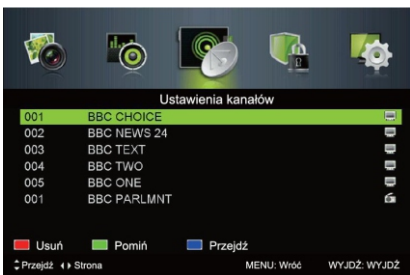 Ustawienia kanałów
001 BBC CHOICE
002 BBC NEWS 24
003 BBC TEXT
004 BBC TWO
005 BBC ONE
001 BBC PARLMNT
Usuń Pomiń Przejdź
Przejdź Strona MENU: Wróć WYJDŹ: WYJDŹ